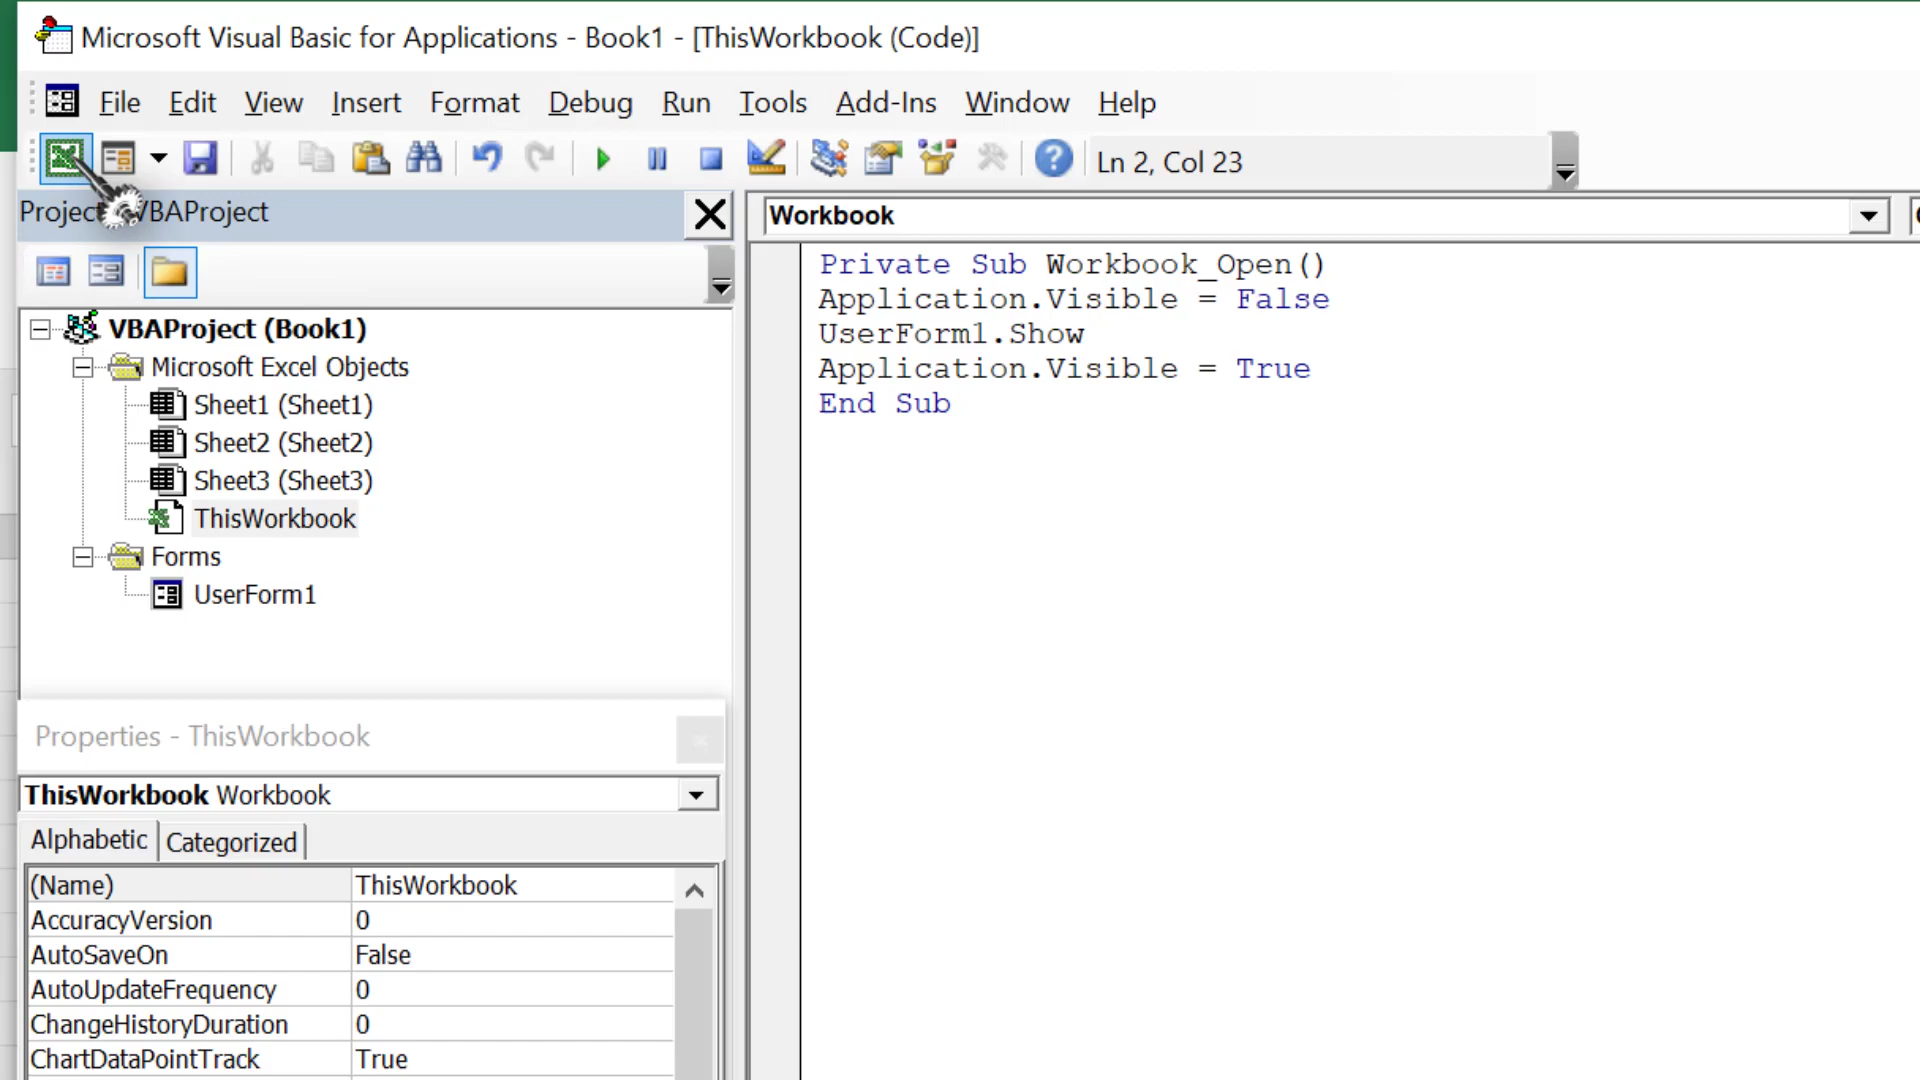 Microsoft Visual Basic for Applications - Book1 - [ThisWorkbook (Code)]
File Edit View Insert Format Debug Run Tools Add-Ins Window Help
Ln 2, Col 23
VBAProject
Workbook
Private Sub Workbook_Open()
Application.Visible = False
UserForm1.Show
Application.Visible = True
End Sub
VBAProject (Book1)
Microsoft Excel Objects
Sheet1 (Sheet1)
Sheet2 (Sheet2)
Sheet3 (Sheet3)
ThisWorkbook
Forms
UserForm1
Properties - ThisWorkbook
ThisWorkbook Workbook
Alphabetic Categorized
(Name) ThisWorkbook
AccuracyVersion 0
AutoSaveOn False
AutoUpdateFrequency 0
ChangeHistoryDuration 0
ChartDataPointTrack True